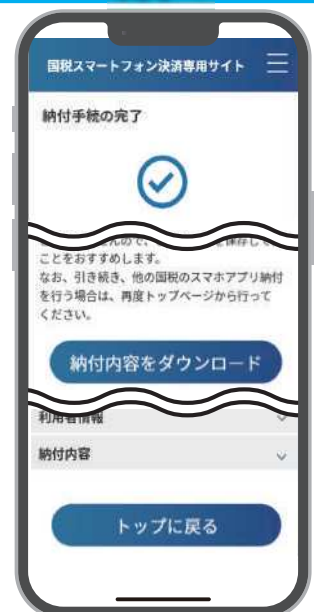 国税スマートフォン決済専用サイト
納付手続の完了
ことをおすすめします。
なお、引き続き、他の国税のスマホアプリ納付
を行う場合は、再度トップページから行って
ください。
納付内容をダウンロード
利用者情報
納付内容
トップに戻る